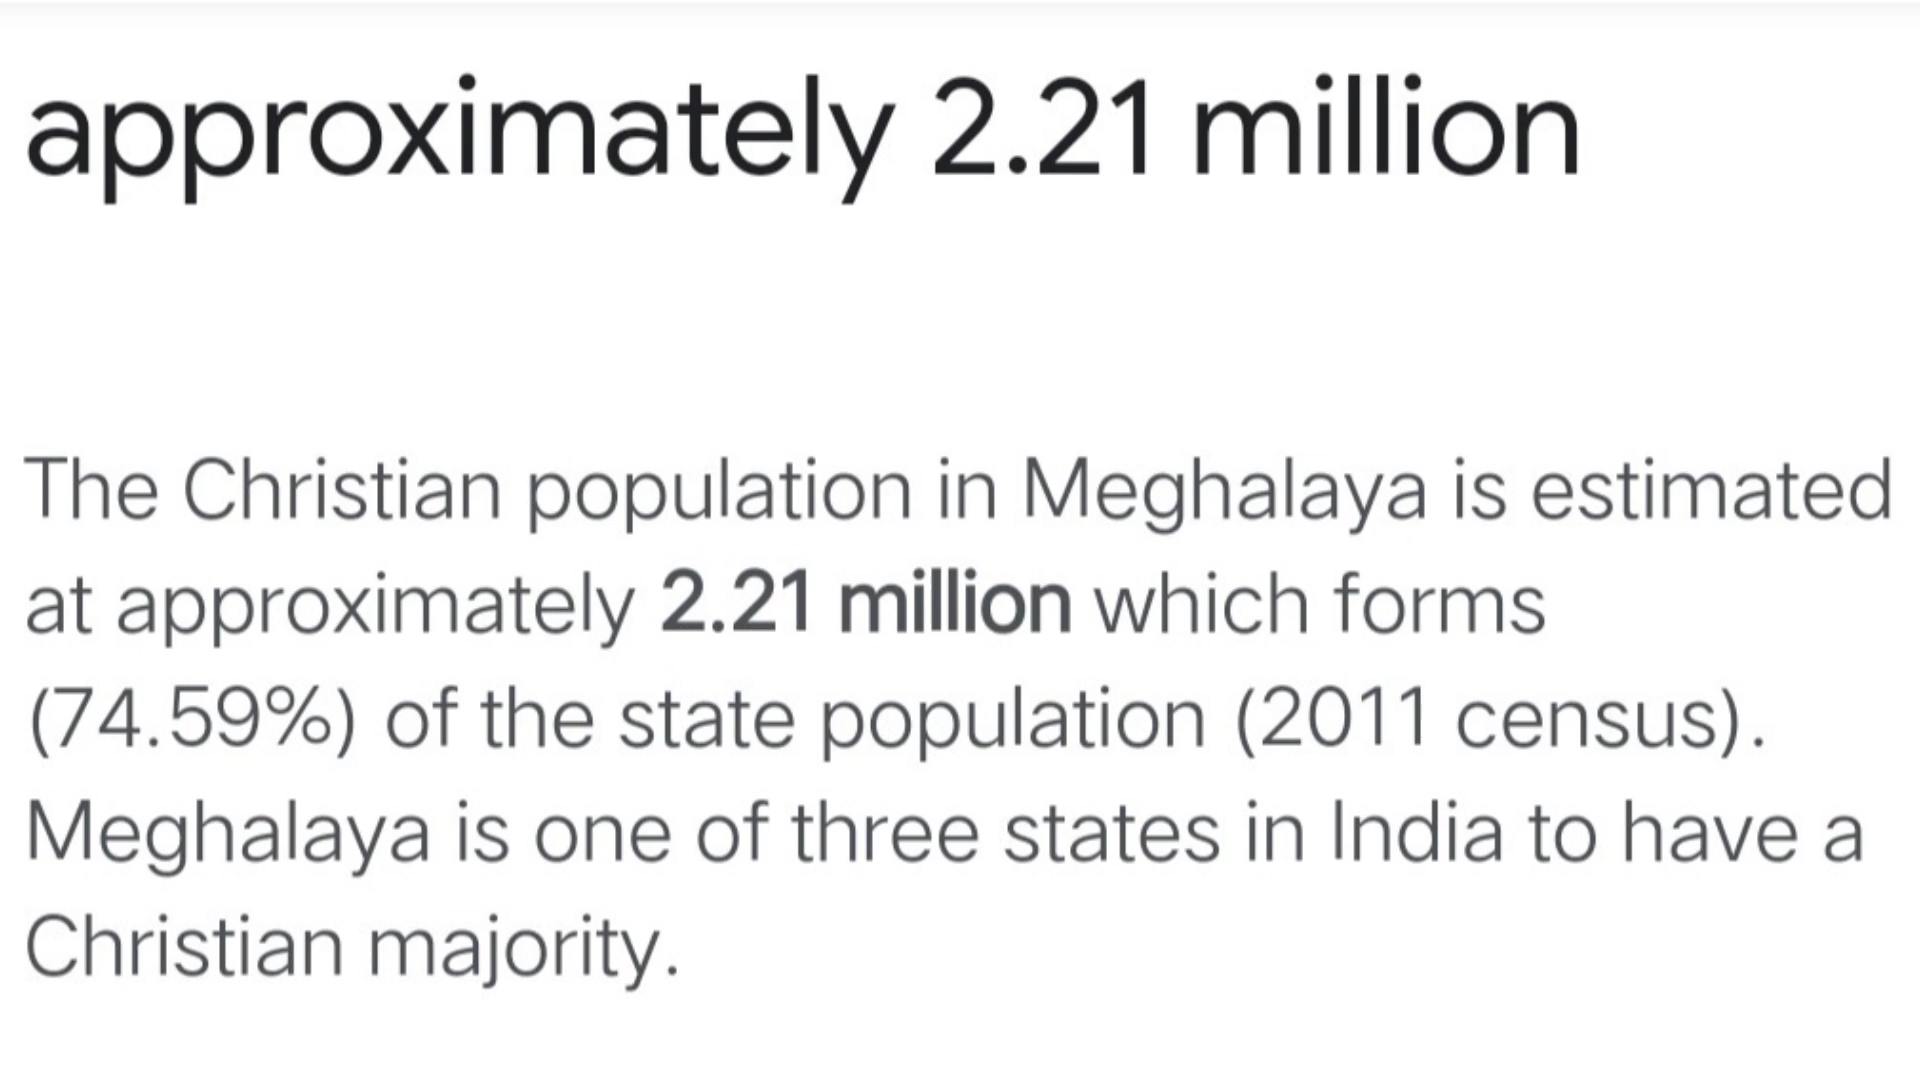 approximately 2.21 million
The Christian population in Meghalaya is estimated
at approximately 2.21 million which forms
(74.59%) of the state population (2011 census).
Meghalaya is one of three states in India to have a
Christian majority.